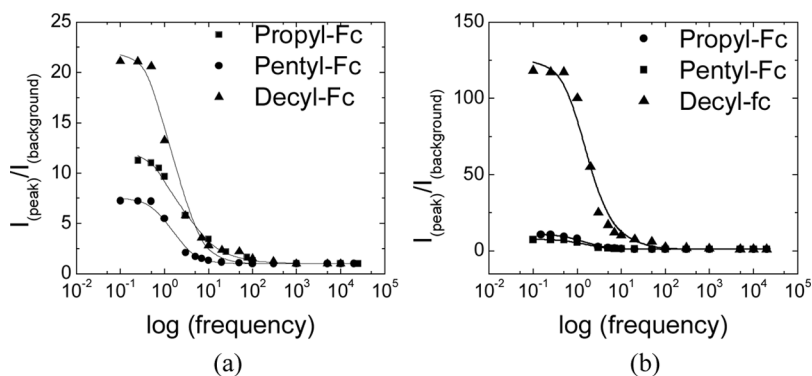 25
20
15
10
5
0
I(peak)/I(background)
Propyl-Fc
Pentyl-Fc
Decyl-Fc
10-2 10-1 100 101 102 103 104 105
log (frequency)
(a)
150
100
50
0
I(peak)/I(background)
Propyl-Fc
Pentyl-Fc
Decyl-fc
10-2 10-1 100 101 102 103 104 105
log (frequency)
(b)